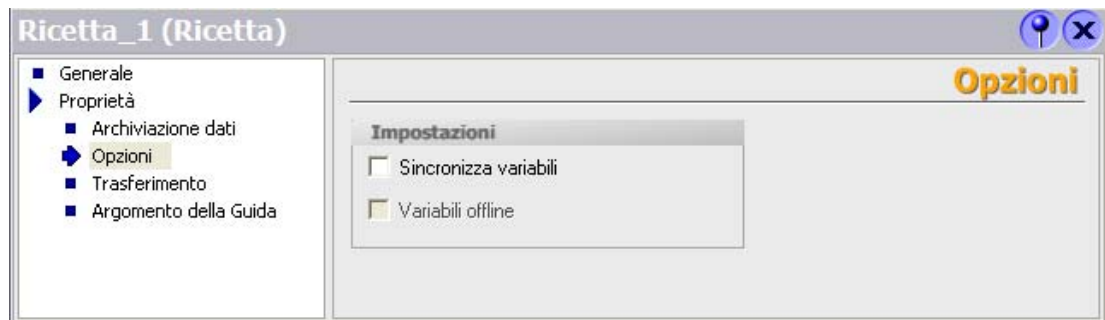 Ricetta_1 (Ricetta)
Generale
Proprietà
Archiviazione dati
Opzioni
Trasferimento
Argomento della Guida
Opzioni
Impostazioni
Sincronizza variabili
Variabili offline